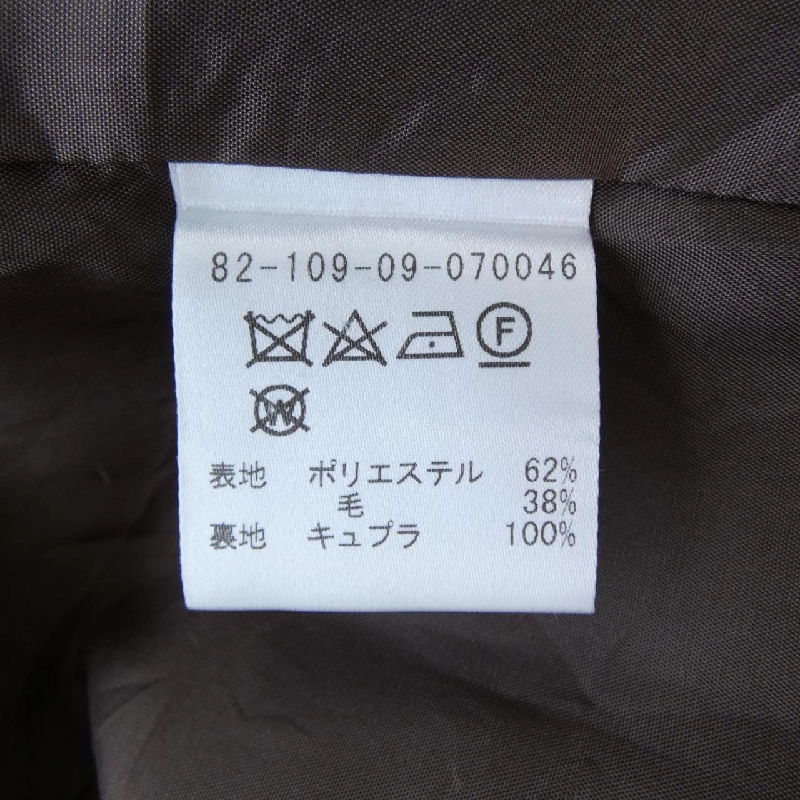 82-109-09-070046
F
W
表地 ポリエステル 62%
毛 38%
裏地 キュプラ 100%